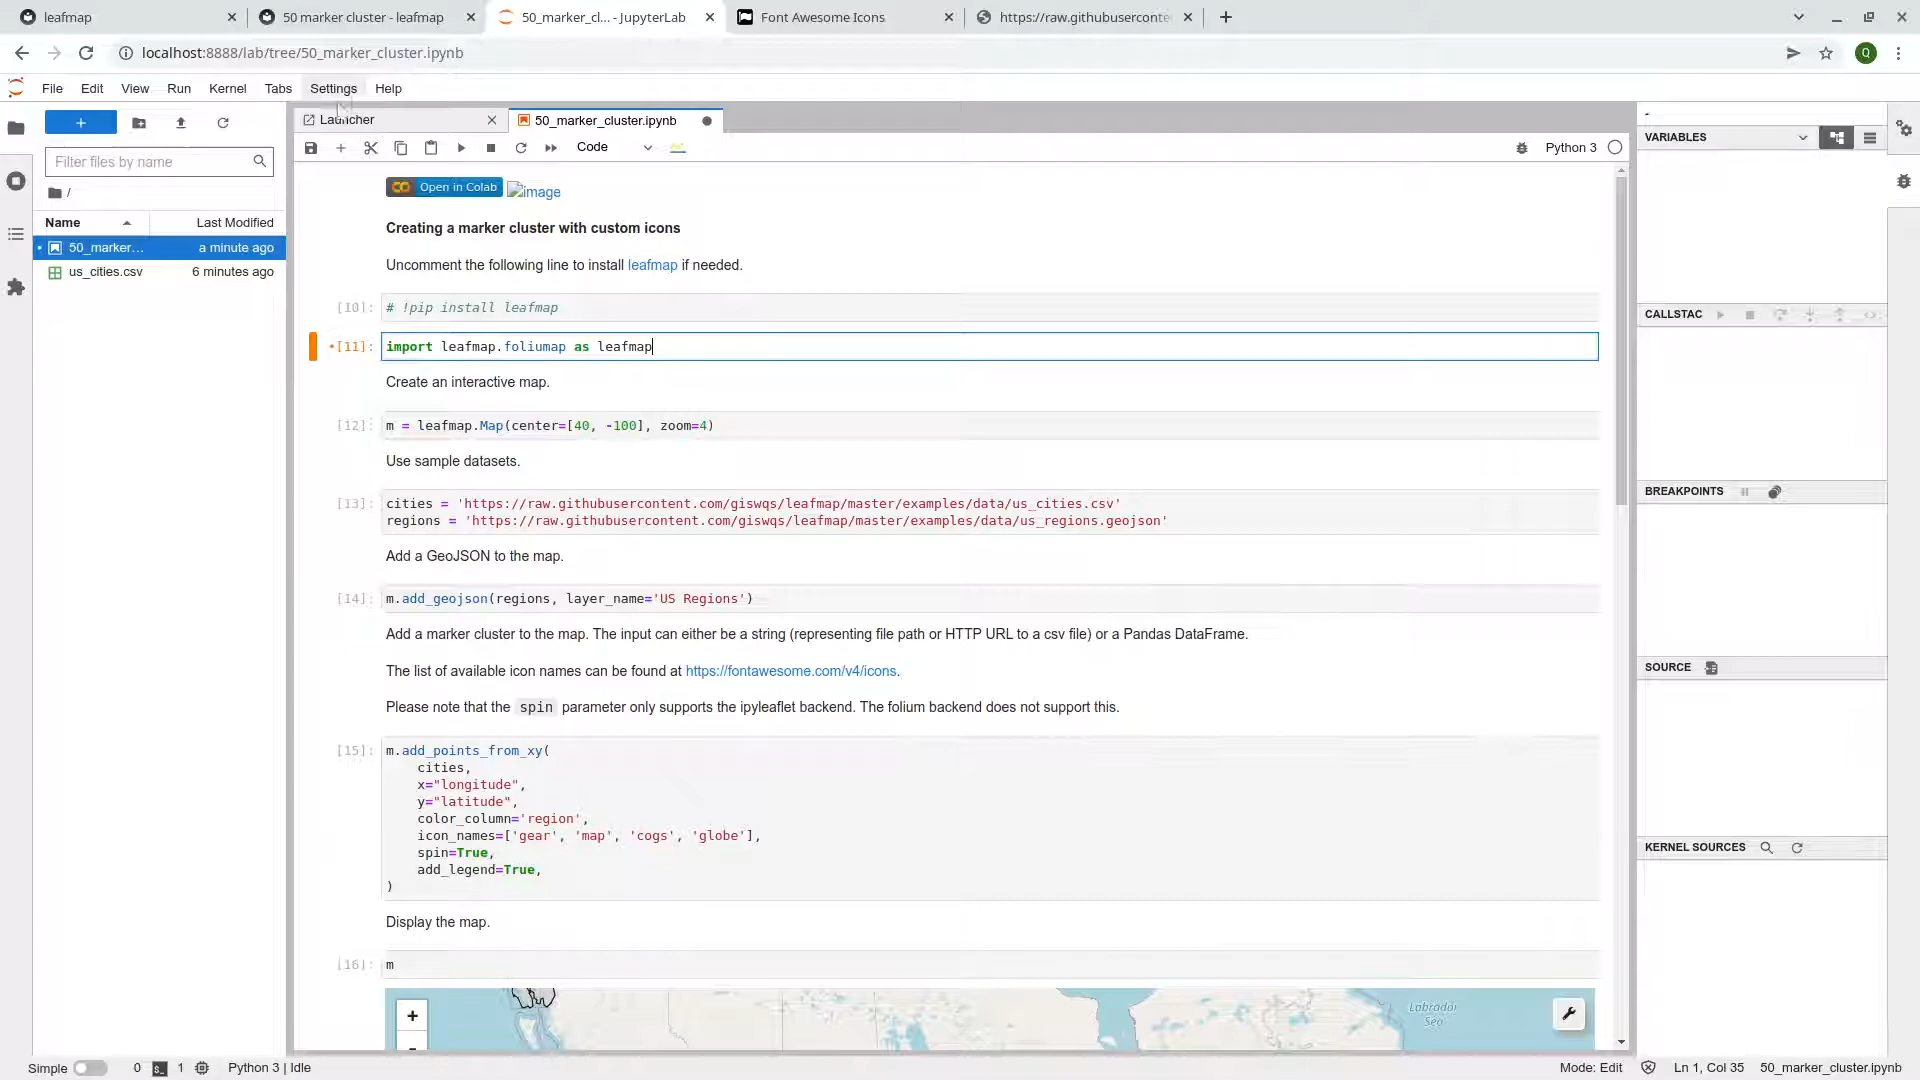 leafmap
50 marker cluster - leafmap
50_marker_cl... - JupyterLab
Font Awesome Icons
https://raw.githubuserconte
localhost:8888/lab/tree/50_marker_cluster.ipynb
Q
File Edit View Run Kernel Tabs Settings Help
Launcher
50_marker_cluster.ipynb
-
Code
Python 3
VARIABLES
Filter files by name
/
Name Last Modified
50_marker... a minute ago
us_cities.csv 6 minutes ago
Open in Colab image
Creating a marker cluster with custom icons
Uncomment the following line to install leafmap if needed.
[10]: # !pip install leafmap
[11]: import leafmap.foliumap as leafmap
Create an interactive map.
[12]: m = leafmap.Map(center=[40, -100], zoom=4)
Use sample datasets.
[13]: cities = 'https://raw.githubusercontent.com/giswqs/leafmap/master/examples/data/us_cities.csv'
regions = 'https://raw.githubusercontent.com/giswqs/leafmap/master/examples/data/us_regions.geojson'
Add a GeoJSON to the map.
[14]: m.add_geojson(regions, layer_name='US Regions')
Add a marker cluster to the map. The input can either be a string (representing file path or HTTP URL to a csv file) or a Pandas DataFrame.
The list of available icon names can be found at https://fontawesome.com/v4/icons.
Please note that the spin parameter only supports the ipyleaflet backend. The folium backend does not support this.
[15]: m.add_points_from_xy(
cities,
x="longitude",
y="latitude",
color_column='region',
icon_names=['gear', 'map', 'cogs', 'globe'],
spin=True,
add_legend=True,
)
Display the map.
[16]: m
+
-
Labrador
Sea
CALLSTAC
BREAKPOINTS
SOURCE
KERNEL SOURCES
Simple 0 1 Python 3 | Idle
Mode: Edit Ln 1, Col 35 50_marker_cluster.ipynb